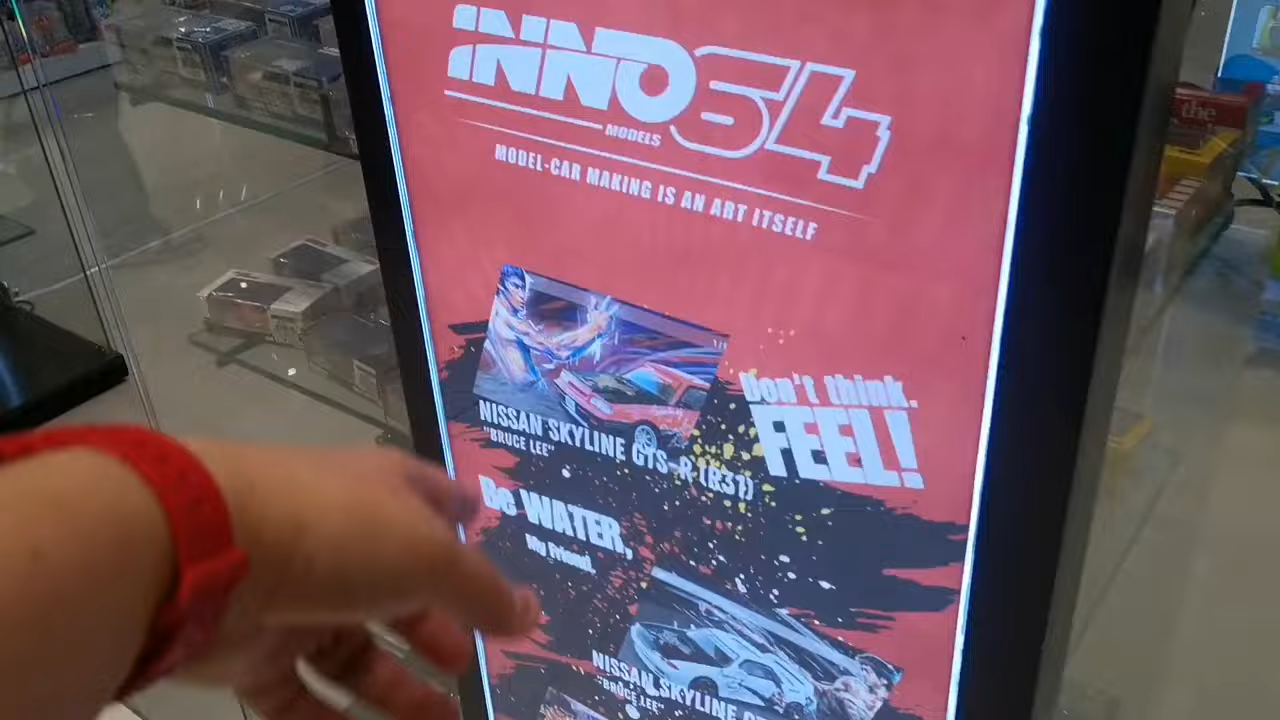 INNO64
MODELS
MODEL-CAR MAKING IS AN ART ITSELF
the
Don't think.
FEEL!
NISSAN SKYLINE GTS-R (R31)
"BRUCE LEE"
Be WATER,
My Friend.
NISSAN SKYLINE
"BRUCE LEE"